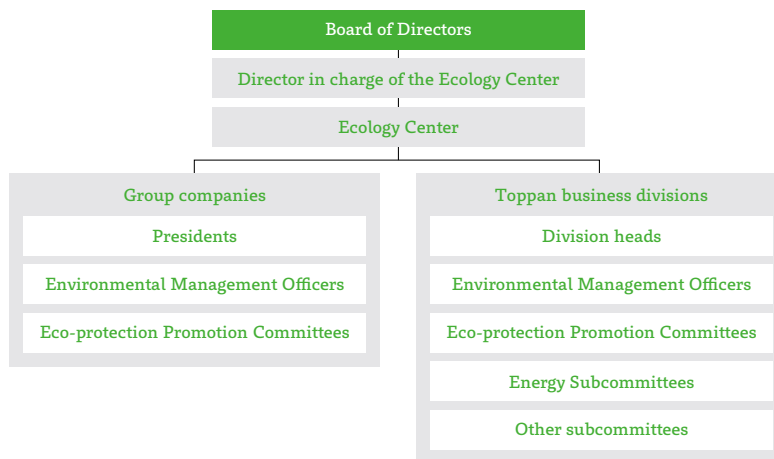 Board of Directors
Director in charge of the Ecology Center
Ecology Center
Group companies
Presidents
Environmental Management Officers
Eco-protection Promotion Committees
Toppan business divisions
Division heads
Environmental Management Officers
Eco-protection Promotion Committees
Energy Subcommittees
Other subcommittees